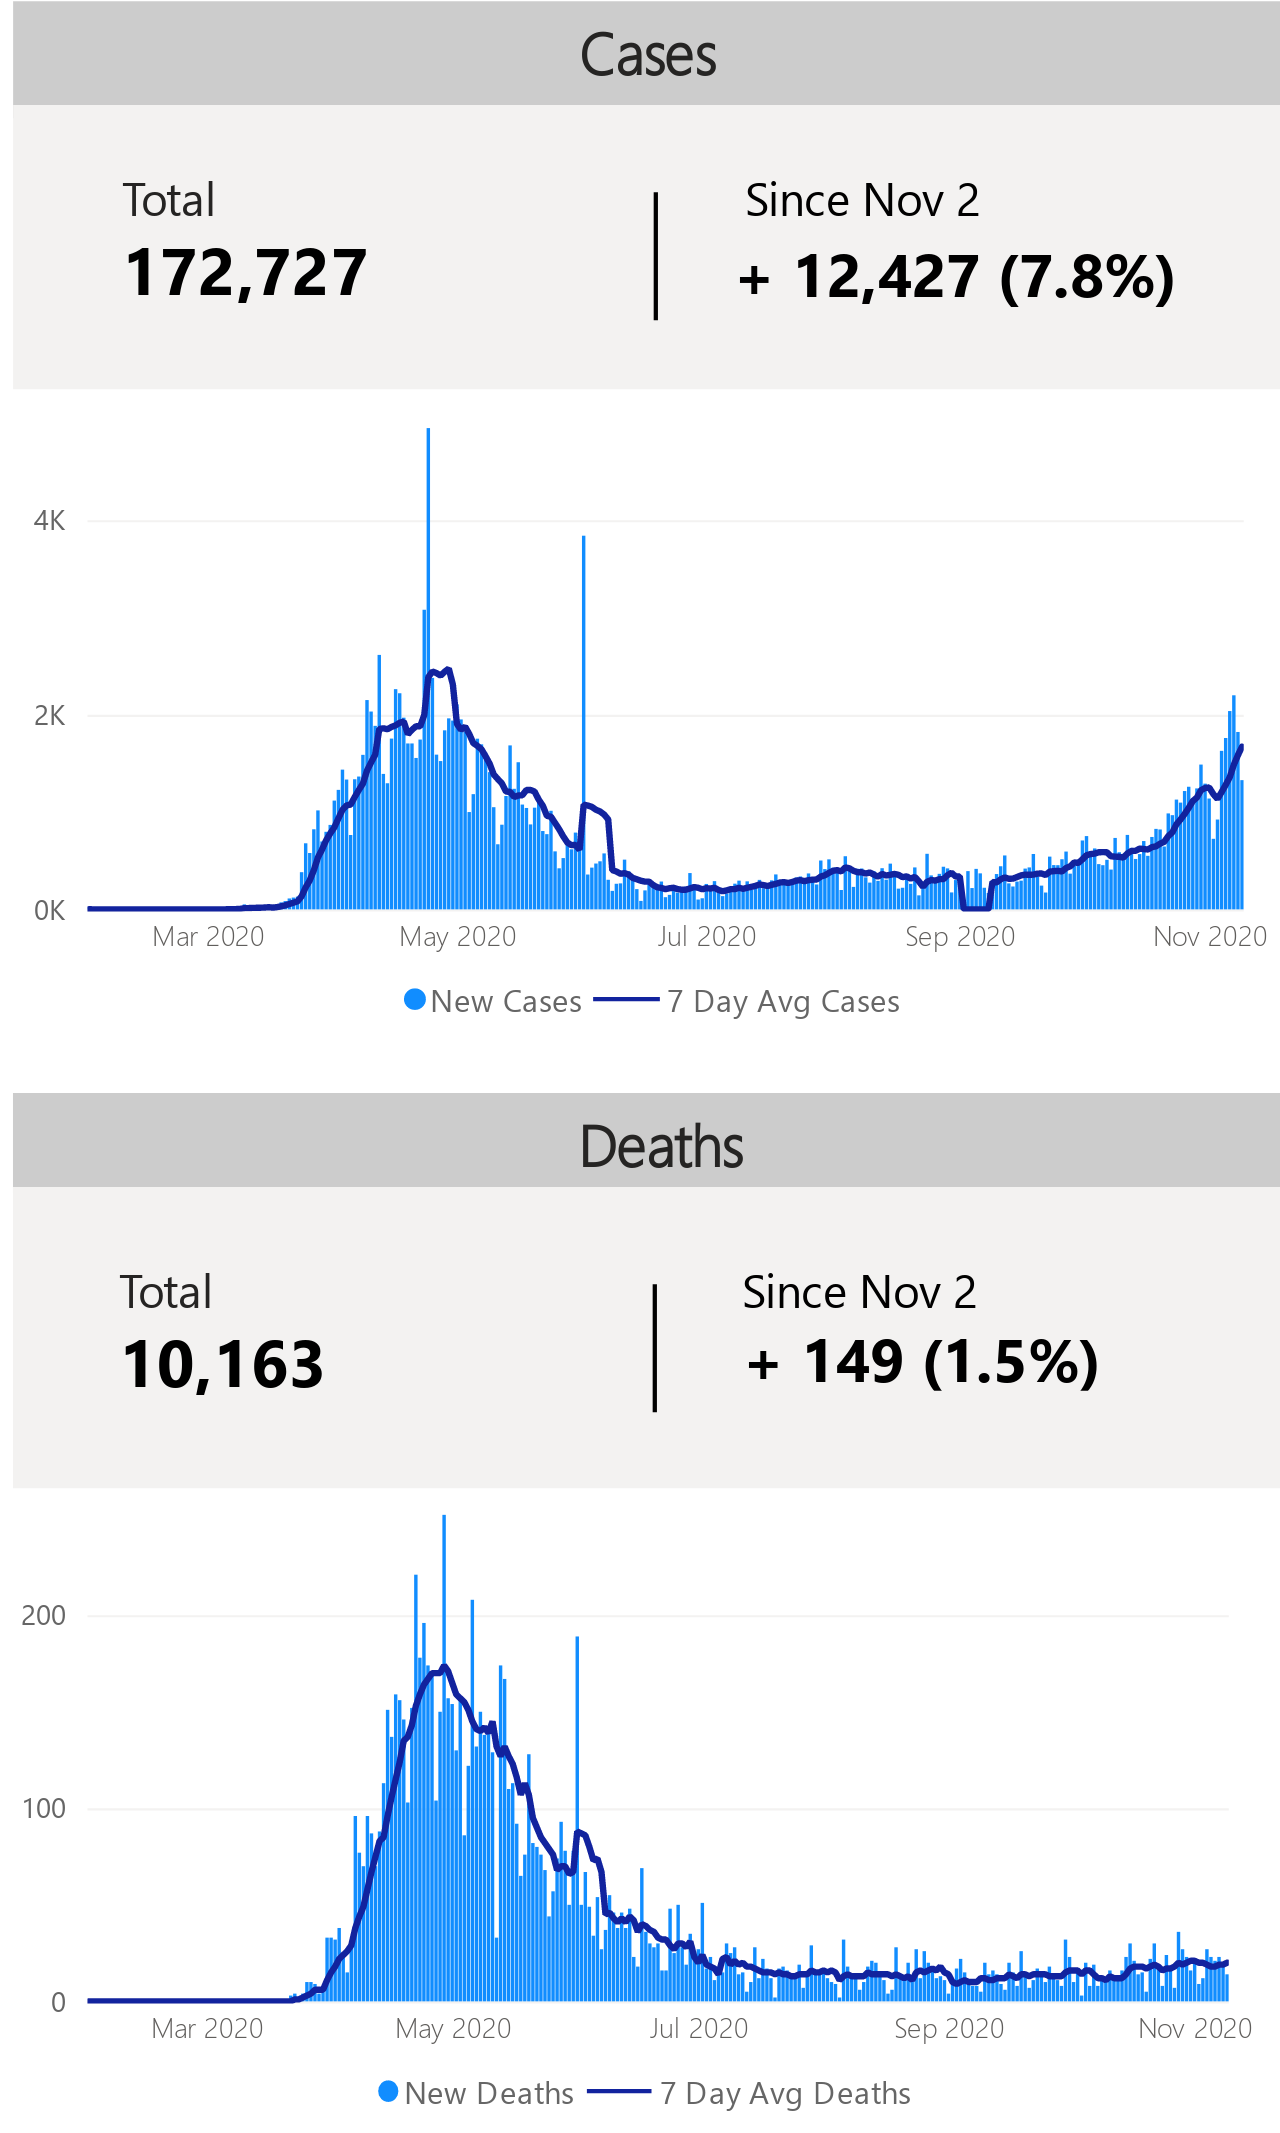 Cases
Total
Since Nov 2
172,727
+ 12,427 (7.8%)
4K
2K
0K
Mar 2020 May 2020 Jul 2020 Sep 2020 Nov 2020
New Cases 7 Day Avg Cases
Deaths
Total
Since Nov 2
10,163
+ 149 (1.5%)
200
100
0
Mar 2020 May 2020 Jul 2020 Sep 2020 Nov 2020
New Deaths 7 Day Avg Deaths